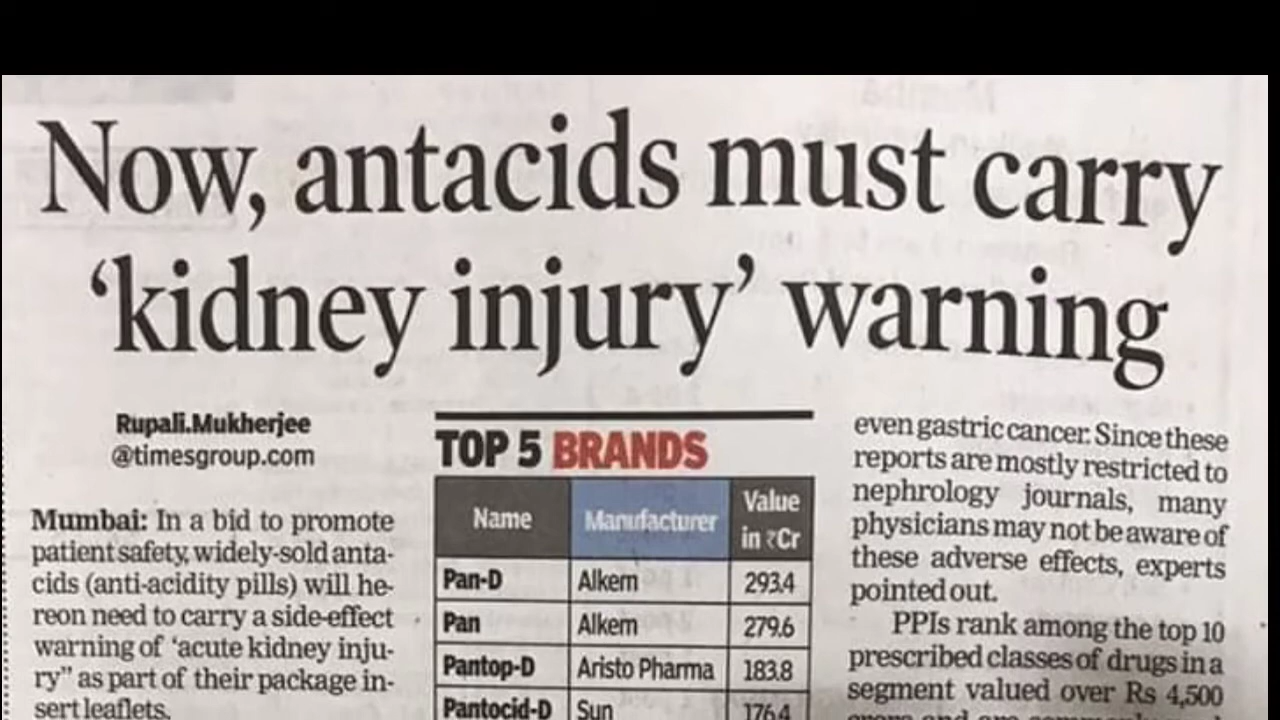 Now, antacids must carry
‘kidney injury’ warning
Rupali.Mukherjee
@timesgroup.com
Mumbai: In a bid to promote
patient safety, widely-sold anta-
cids (anti-acidity pills) will he-
reon need to carry a side-effect
warning of ‘acute kidney inju-
ry” as part of their package in-
sert leaflets.
TOP 5 BRANDS
Name Manufacturer Value in ₹Cr
Pan-D Alkem 293.4
Pan Alkem 279.6
Pantop-D Aristo Pharma 183.8
Pantocid-D Sun 176.4
even gastric cancer. Since these
reports are mostly restricted to
nephrology journals, many
physicians may not be aware of
these adverse effects, experts
pointed out.
PPIs rank among the top 10
prescribed classes of drugs in a
segment valued over Rs 4,500